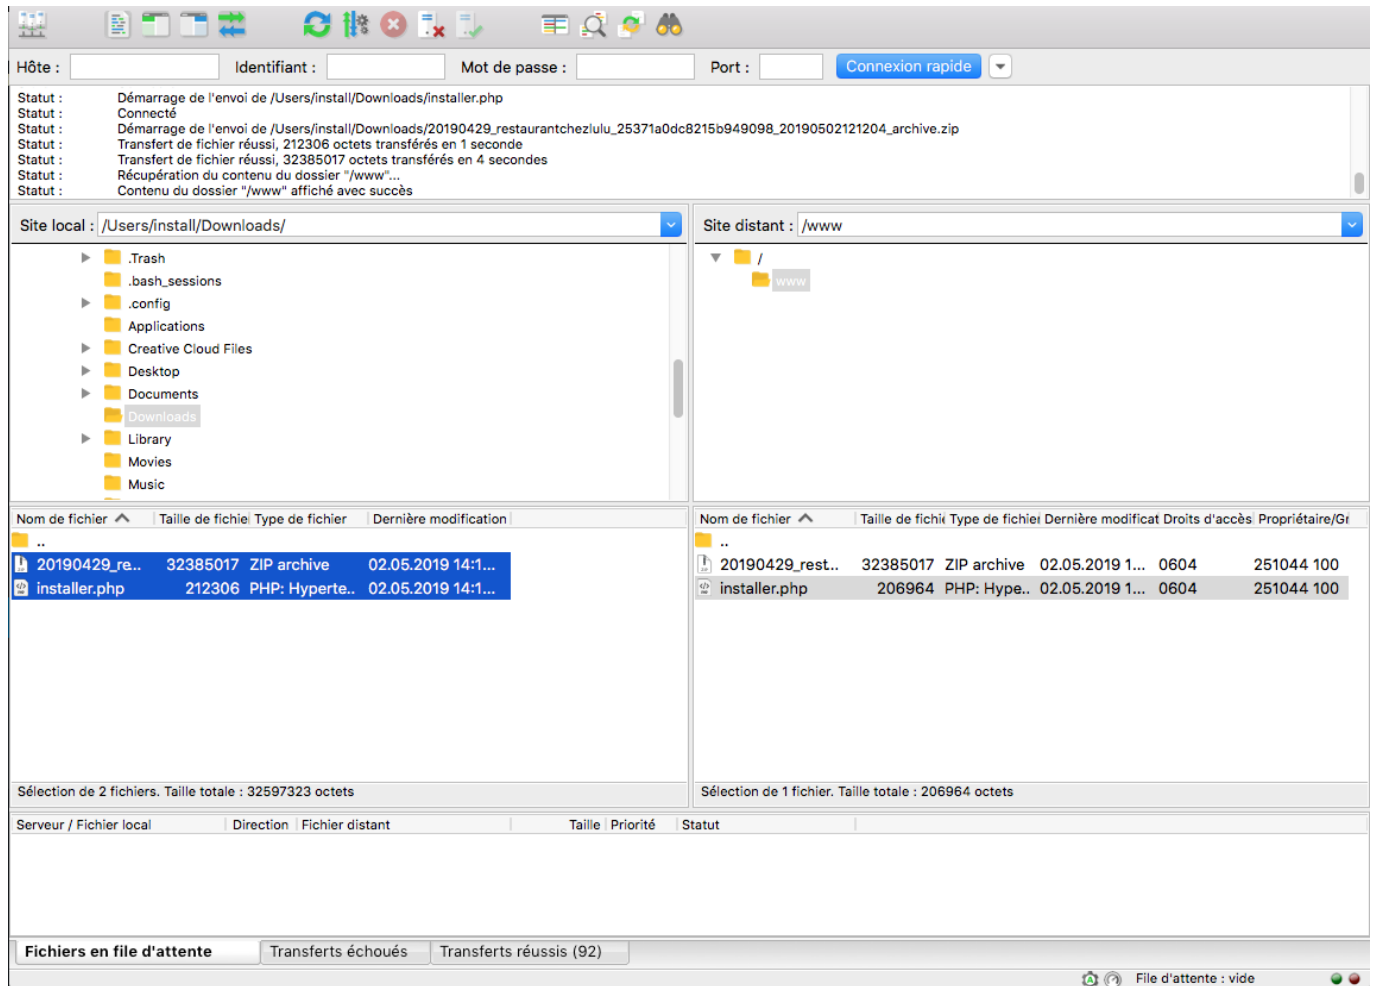 Hôte : Identifiant : Mot de passe : Port : Connexion rapide
Statut : Démarrage de l'envoi de /Users/install/Downloads/installer.php
Statut : Connecté
Statut : Démarrage de l'envoi de /Users/install/Downloads/20190429_restaurantchezlulu_25371a0dc8215b949098_20190502121204_archive.zip
Statut : Transfert de fichier réussi, 212306 octets transférés en 1 seconde
Statut : Transfert de fichier réussi, 32385017 octets transférés en 4 secondes
Statut : Récupération du contenu du dossier "/www"...
Statut : Contenu du dossier "/www" affiché avec succès
Site local : /Users/install/Downloads/
.Trash
.bash_sessions
.config
Applications
Creative Cloud Files
Desktop
Documents
Downloads
Library
Movies
Music
Site distant : /www
/
www
Nom de fichier Taille de fichie Type de fichier Dernière modification
..
20190429_re... 32385017 ZIP archive 02.05.2019 14:1...
installer.php 212306 PHP: Hyperte.. 02.05.2019 14:1...
Sélection de 2 fichiers. Taille totale : 32597323 octets
Nom de fichier Taille de fichi Type de fichie Dernière modificat Droits d'accès Propriétaire/Gr
..
20190429_rest... 32385017 ZIP archive 02.05.2019 1... 0604 251044 100
installer.php 206964 PHP: Hype.. 02.05.2019 1... 0604 251044 100
Sélection de 1 fichier. Taille totale : 206964 octets
Serveur / Fichier local Direction Fichier distant Taille Priorité Statut
Fichiers en file d'attente Transferts échoués Transferts réussis (92)
File d'attente : vide